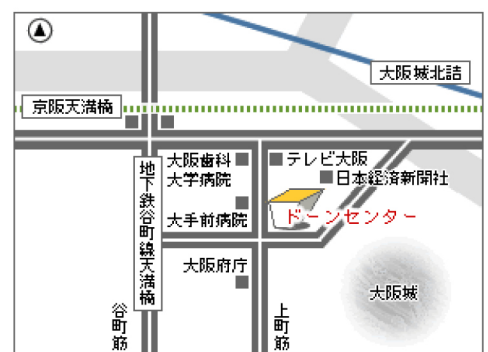 大阪城北詰
京阪天満橋
大阪歯科
大学病院
テレビ大阪
日本経済新聞社
地下鉄谷町線天満橋
大手前病院
ドーンセンター
大阪府庁
大阪城
谷町筋
上町筋